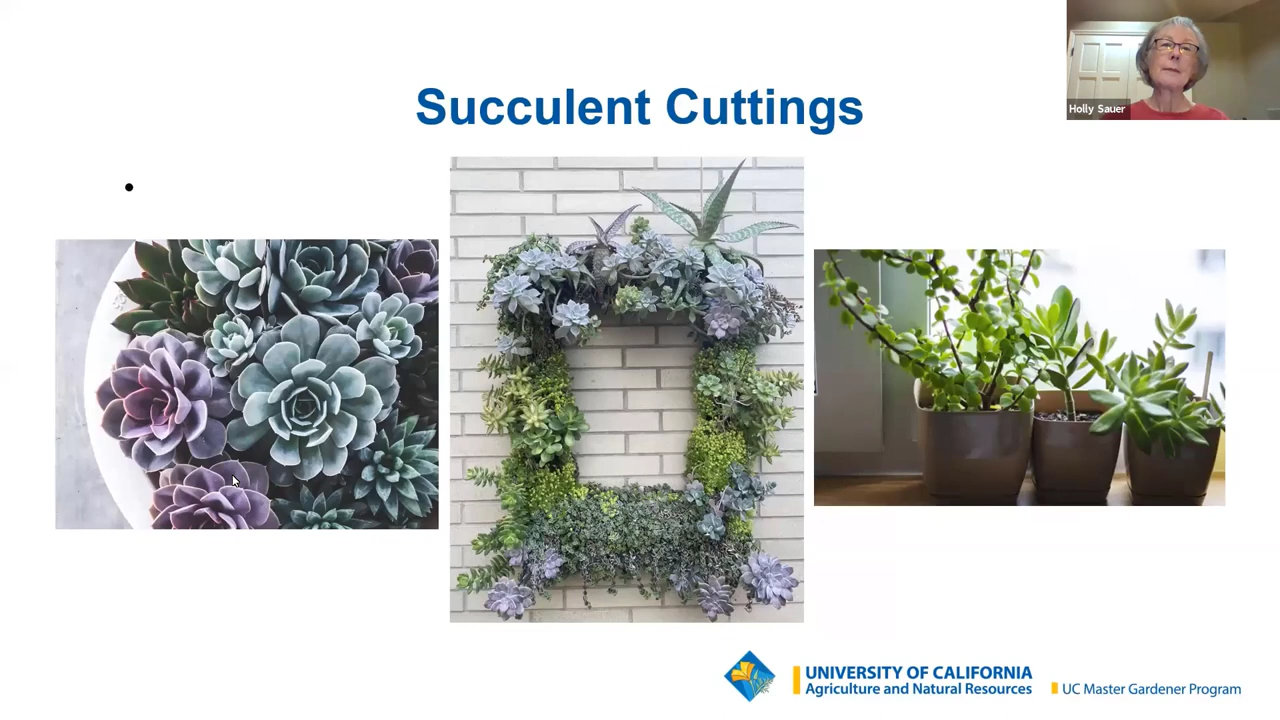 Succulent Cuttings
Holly Sauer
•
UNIVERSITY OF CALIFORNIA
Agriculture and Natural Resources
UC Master Gardener Program